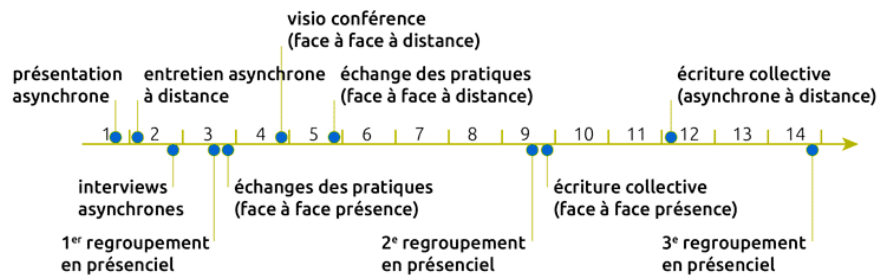 visio conférence
(face à face à distance)
présentation
asynchrone
entretien asynchrone
à distance
échange des pratiques
(face à face à distance)
écriture collective
(asynchrone à distance)
1 2 3 4 5 6 7 8 9 10 11 12 13 14
interviews
asynchrones
échanges des pratiques
(face à face présence)
écriture collective
(face à face présence)
1er regroupement
en présenciel
2e regroupement
en présenciel
3e regroupement
en présenciel